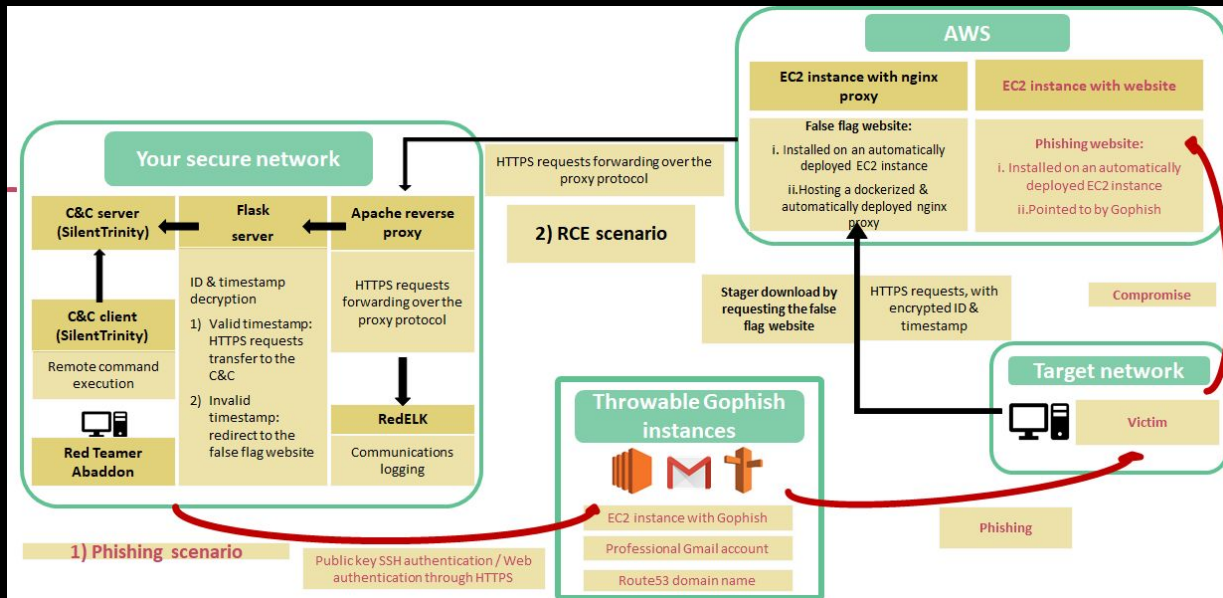 AWS
EC2 instance with nginx
proxy
EC2 instance with website
False flag website:
i. Installed on an automatically
deployed EC2 instance
ii.Hosting a dockerized &
automatically deployed nginx
proxy
Phishing website:
i. Installed on an automatically
deployed EC2 instance
ii.Pointed to by Gophish
Your secure network
C&C server
(SilentTrinity)
Flask
server
Apache reverse
proxy
HTTPS requests forwarding over the
proxy protocol
2) RCE scenario
C&C client
(SilentTrinity)
Remote command
execution
Red Teamer
Abaddon
ID & timestamp
decryption
1) Valid timestamp:
HTTPS requests
transfer to the
C&C
2) Invalid
timestamp:
redirect to the
false flag website
HTTPS requests
forwarding over the
proxy protocol
RedELK
Communications
logging
Stager download by
requesting the false
flag website
HTTPS requests, with
encrypted ID &
timestamp
Compromise
Target network
Victim
Throwable Gophish
instances
EC2 instance with Gophish
Professional Gmail account
Route53 domain name
Phishing
1) Phishing scenario
Public key SSH authentication / Web
authentication through HTTPS